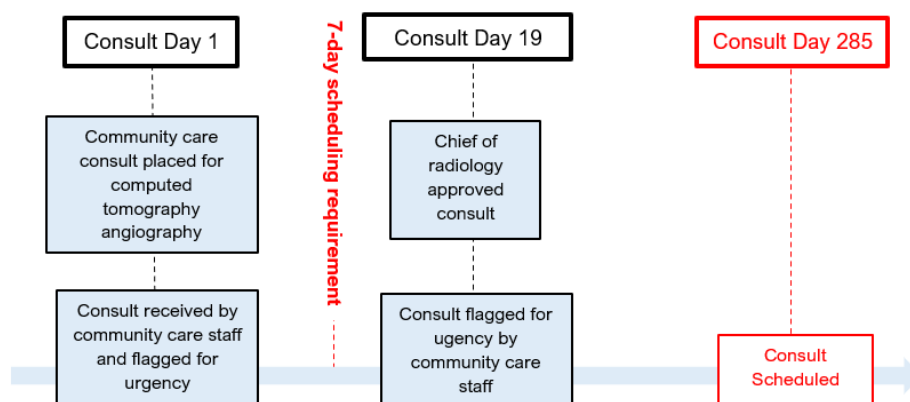 Consult Day 1
Community care
consult placed for
computed
tomography
angiography
Consult received by
community care staff
and flagged for
urgency
7-day scheduling requirement
Consult Day 19
Chief of
radiology
approved
consult
Consult flagged for
ugency by
community care
staff
Consult Day 285
Consult
Scheduled